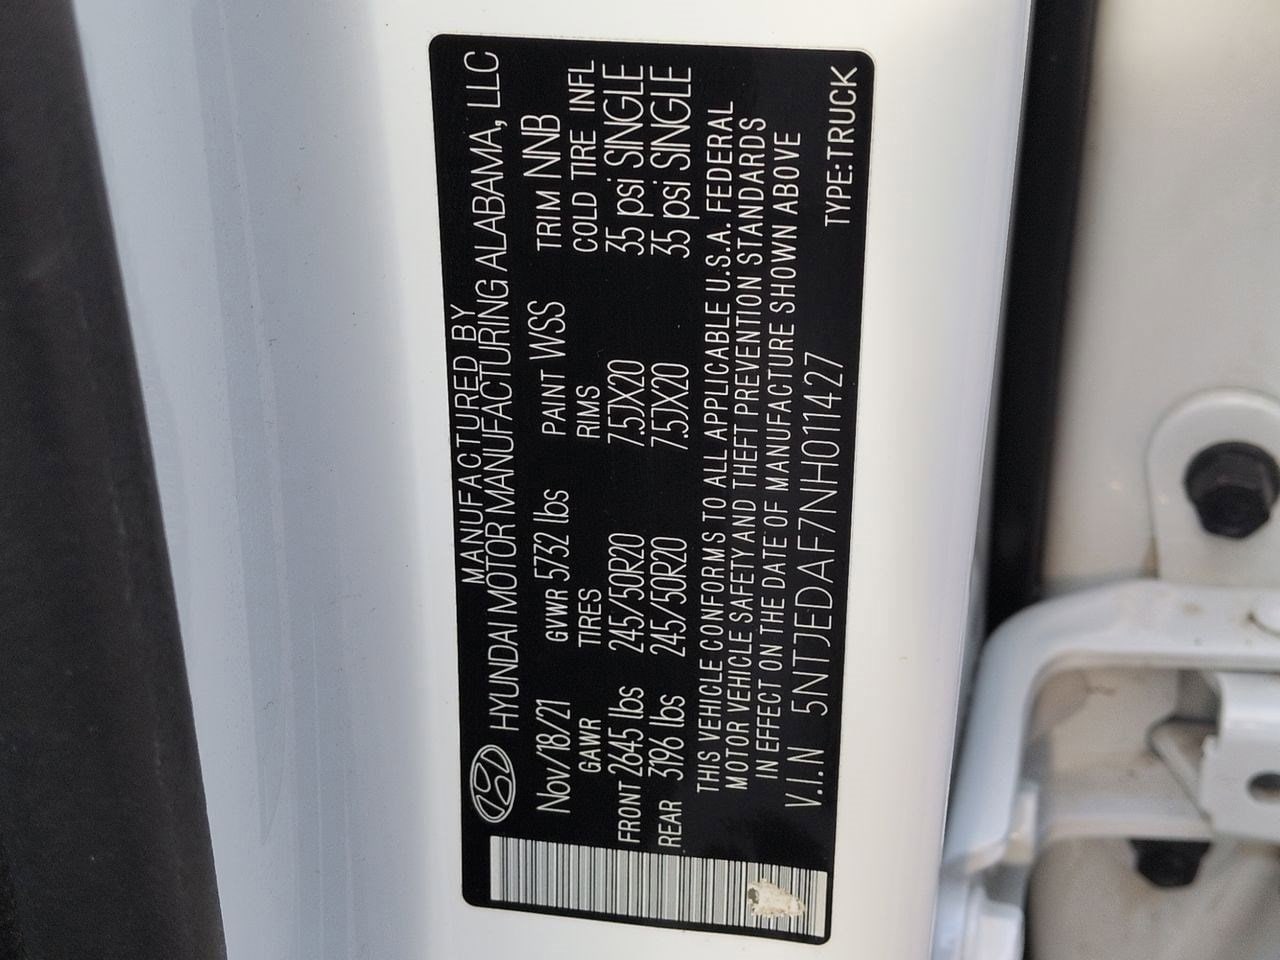 MANUFACTURED BY
HYUNDAI MOTOR MANUFACTURING ALABAMA, LLC
Nov/18/21 GVWR 5732 lbs PAINT WSS TRIM NNB
GAWR TIRES RIMS COLD TIRE INFL
FRONT 2645 lbs 245/50R20 7.5JX20 35 psi SINGLE
REAR 3196 lbs 245/50R20 7.5JX20 35 psi SINGLE
THIS VEHICLE CONFORMS TO ALL APPLICABLE U.S.A. FEDERAL
MOTOR VEHICLE SAFETY AND THEFT PREVENTION STANDARDS
IN EFFECT ON THE DATE OF MANUFACTURE SHOWN ABOVE
V.I.N 5NTJEDAF7NH011427 TYPE:TRUCK